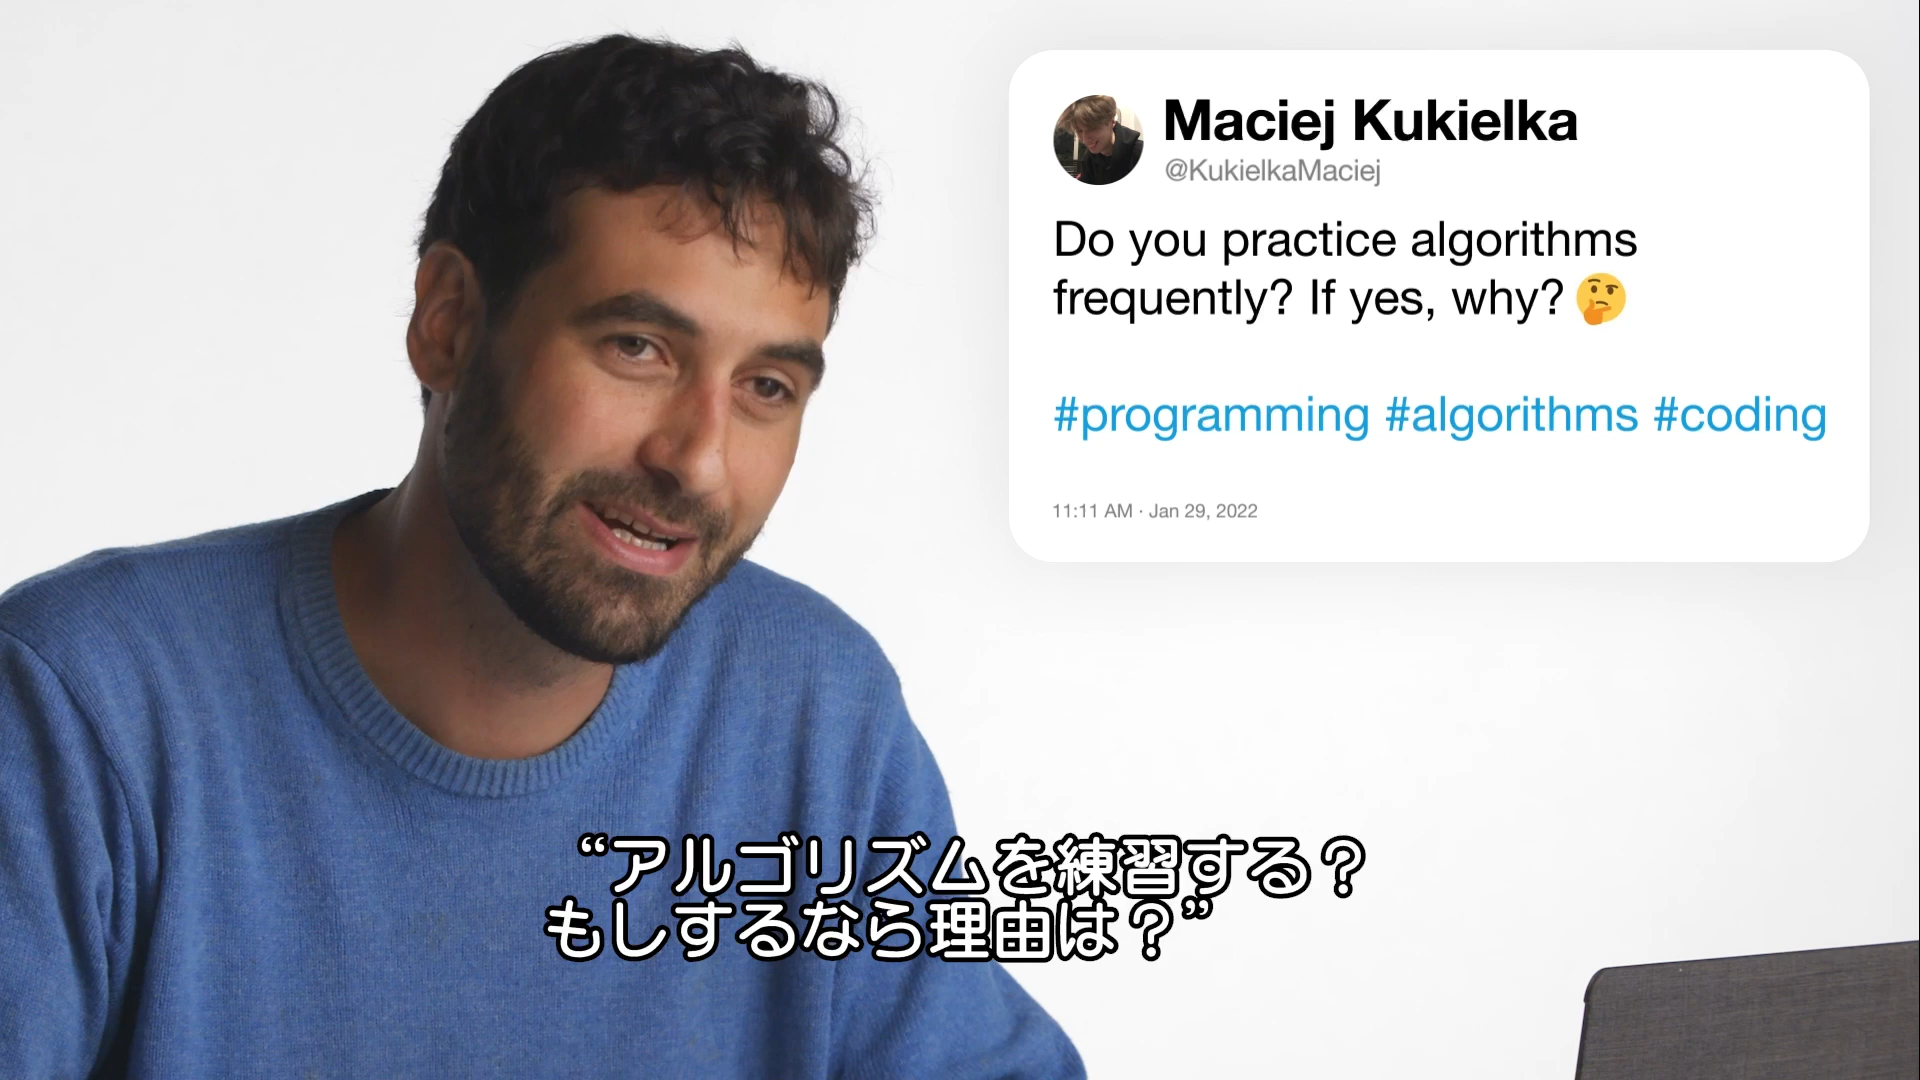 Maciej Kukielka
@KukielkaMaciej
Do you practice algorithms
frequently? If yes, why? 🤔
#programming #algorithms #coding
11:11 AM · Jan 29, 2022
“アルゴリズムを練習する？
もしするなら理由は？”